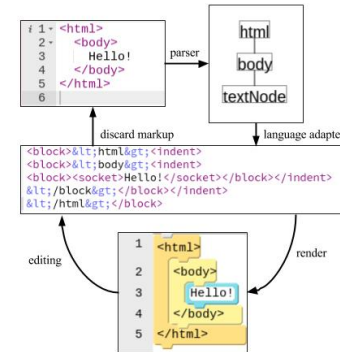 i 1 <html>
2 <body>
3 Hello!
4 </body>
5 </html>
6
parser
html
body
textNode
discard markup
language adapte
<block>&lt;html&gt;<indent>
<block>&lt;body&gt;<indent>
<block><socket>Hello!</socket></block></indent>
&lt;/block&gt;</block></indent>
&lt;/html&gt;</block>
editing
render
1 <html>
2 <body>
3 Hello!
4 </body>
5 </html>